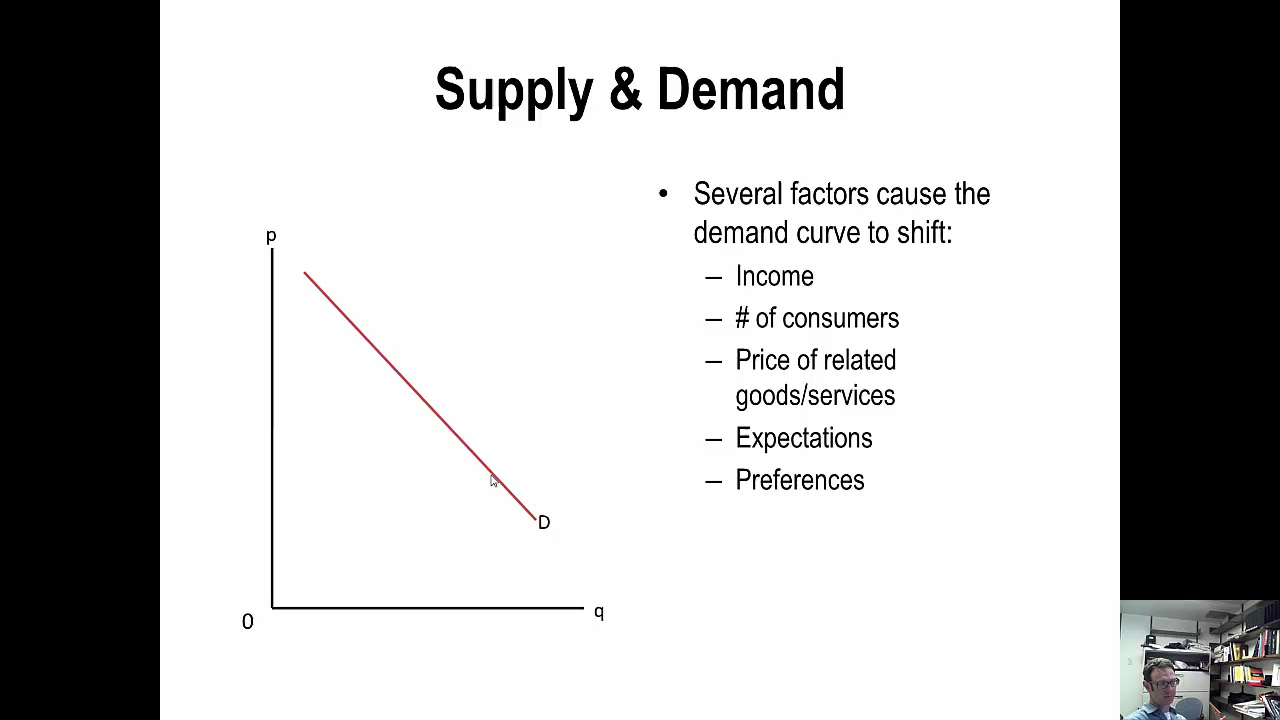 Supply & Demand
• Several factors cause the
demand curve to shift:
– Income
– # of consumers
– Price of related
goods/services
– Expectations
– Preferences
p
D
0
q